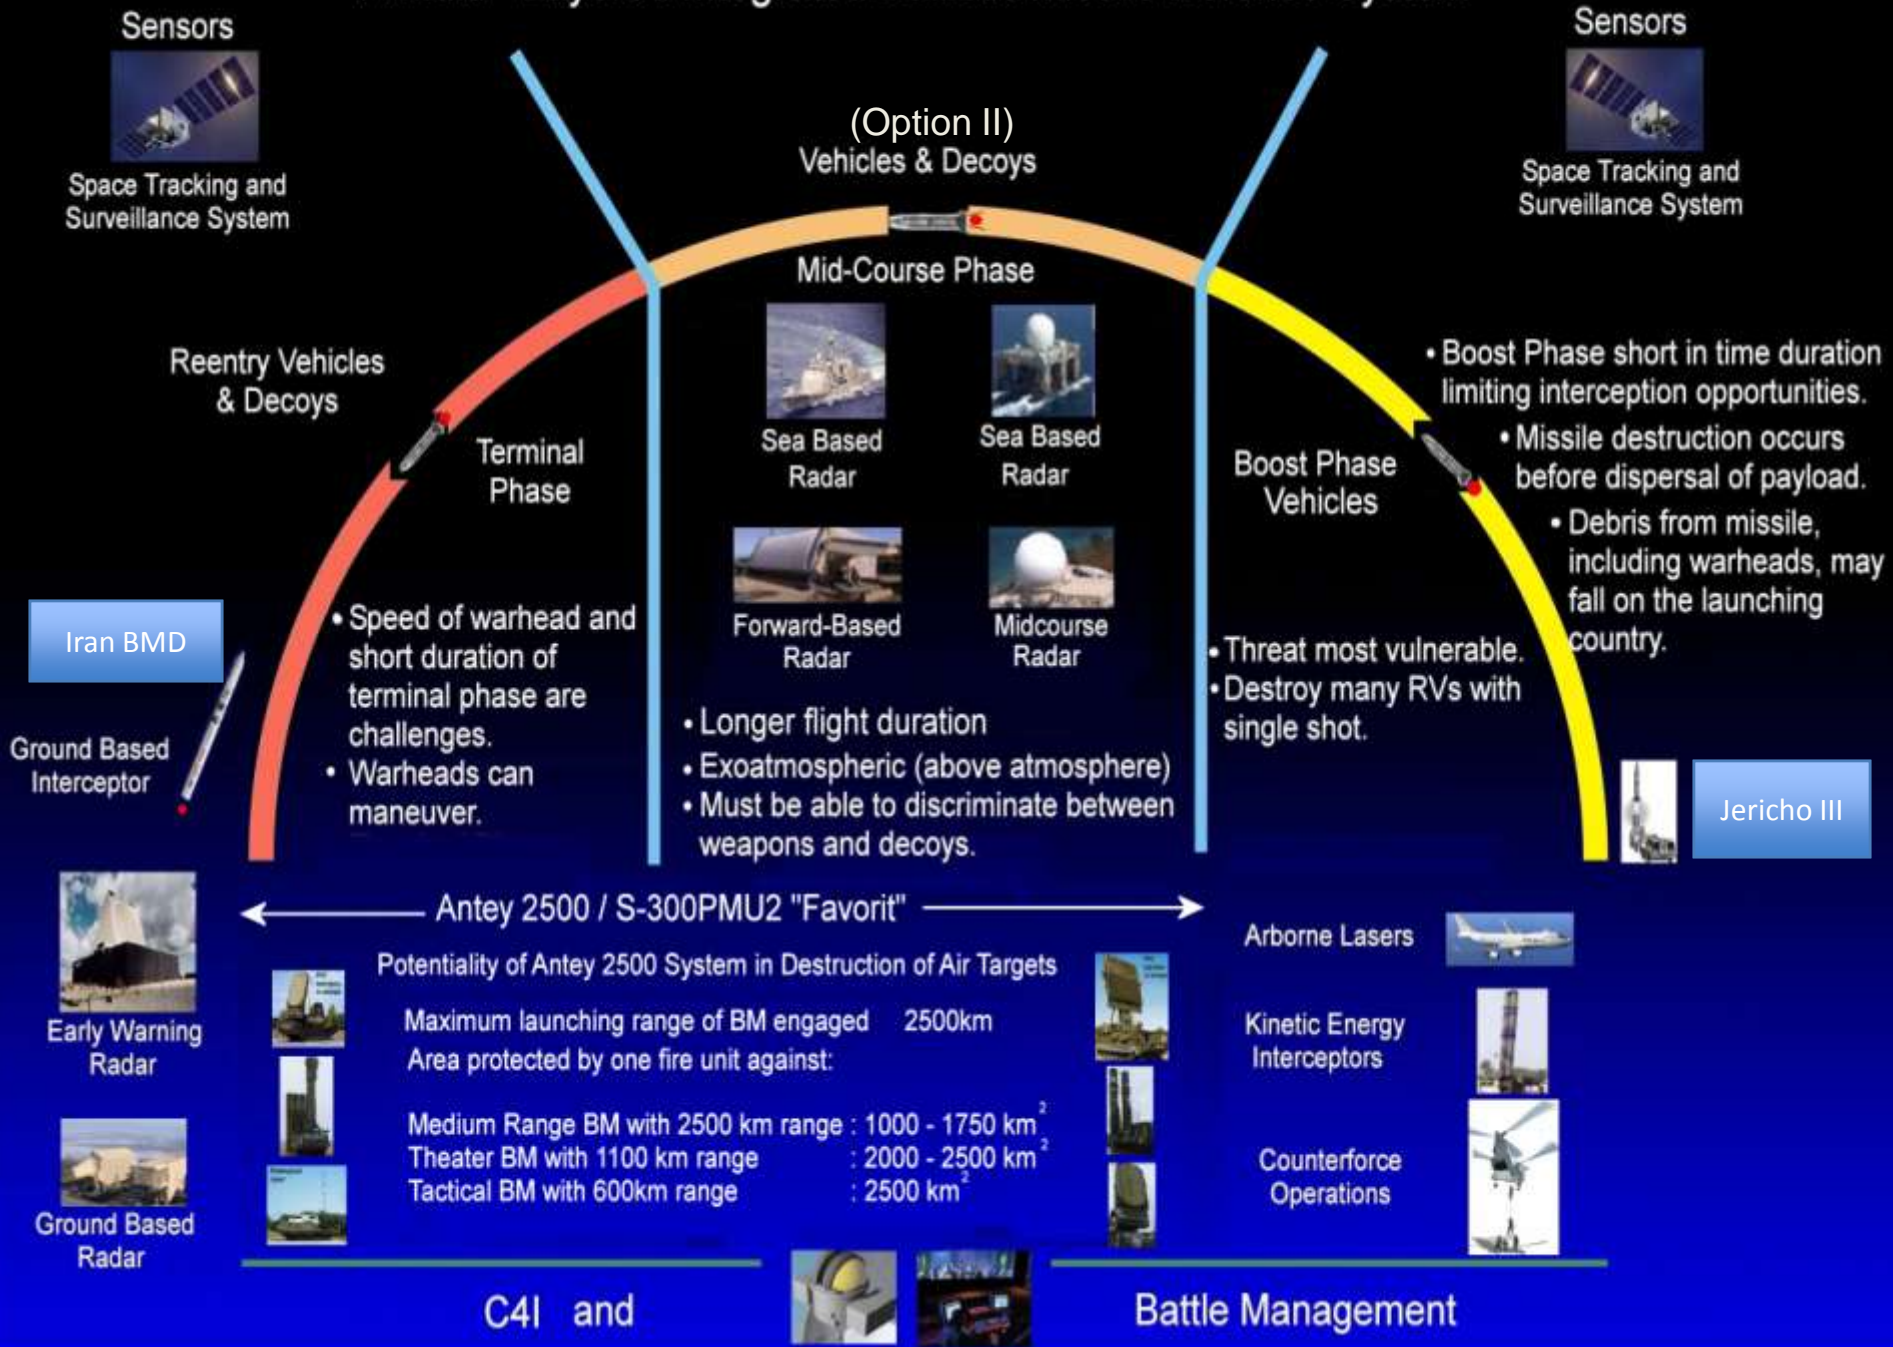 Sensors
Space Tracking and
Surveillance System
(Option II)
Vehicles & Decoys
Sensors
Space Tracking and
Surveillance System
Mid-Course Phase
Sea Based
Radar
Sea Based
Radar
Forward-Based
Radar
Midcourse
Radar
• Longer flight duration
• Exoatmospheric (above atmosphere)
• Must be able to discriminate between
weapons and decoys.
Reentry Vehicles
& Decoys
Terminal
Phase
• Speed of warhead and
short duration of
terminal phase are
challenges.
• Warheads can
maneuver.
Boost Phase
Vehicles
• Threat most vulnerable.
• Destroy many RVs with
single shot.
• Boost Phase short in time duration
limiting interception opportunities.
• Missile destruction occurs
before dispersal of payload.
• Debris from missile,
including warheads, may
fall on the launching
country.
Iran BMD
Ground Based
Interceptor
Jericho III
Early Warning
Radar
Ground Based
Radar
Antey 2500 / S-300PMU2 "Favorit"
Potentiality of Antey 2500 System in Destruction of Air Targets
Maximum launching range of BM engaged 2500km
Area protected by one fire unit against:
Medium Range BM with 2500 km range : 1000 - 1750 km²
Theater BM with 1100 km range : 2000 - 2500 km²
Tactical BM with 600km range : 2500 km²
Arborne Lasers
Kinetic Energy
Interceptors
Counterforce
Operations
C4I and
Battle Management